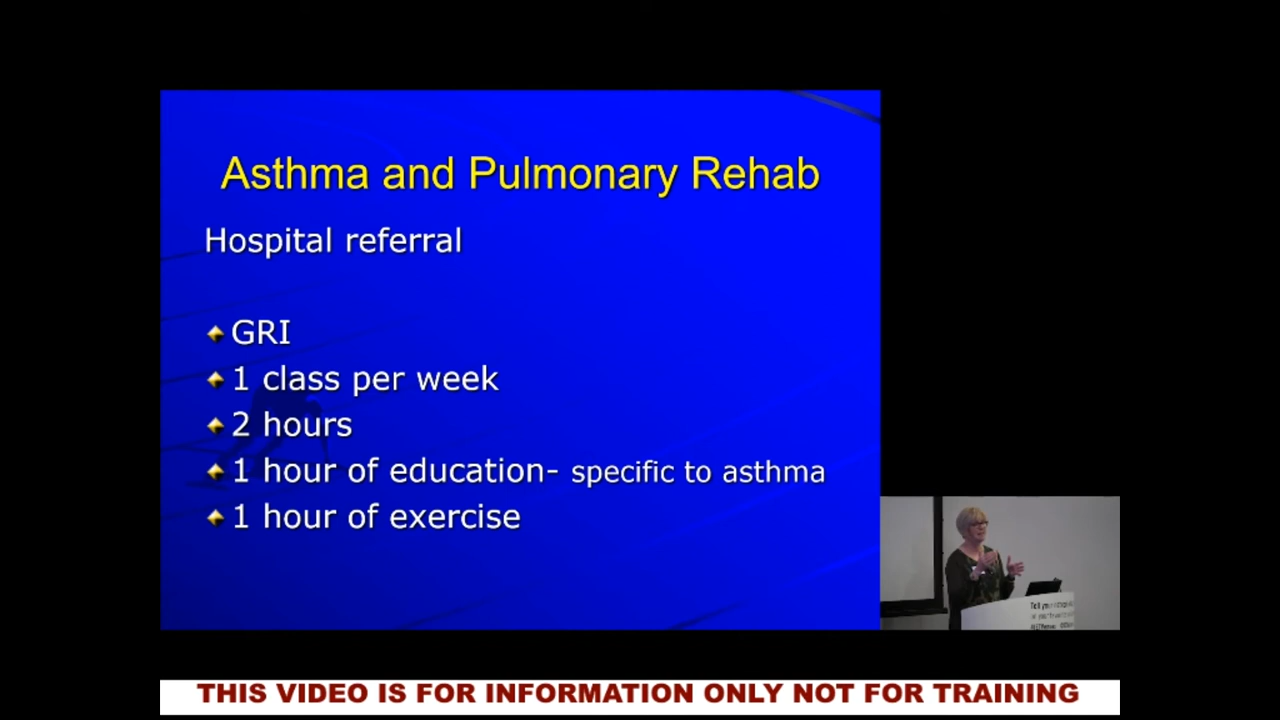 Asthma and Pulmonary Rehab
Hospital referral
GRI
1 class per week
2 hours
1 hour of education- specific to asthma
1 hour of exercise
THIS VIDEO IS FOR INFORMATION ONLY NOT FOR TRAINING